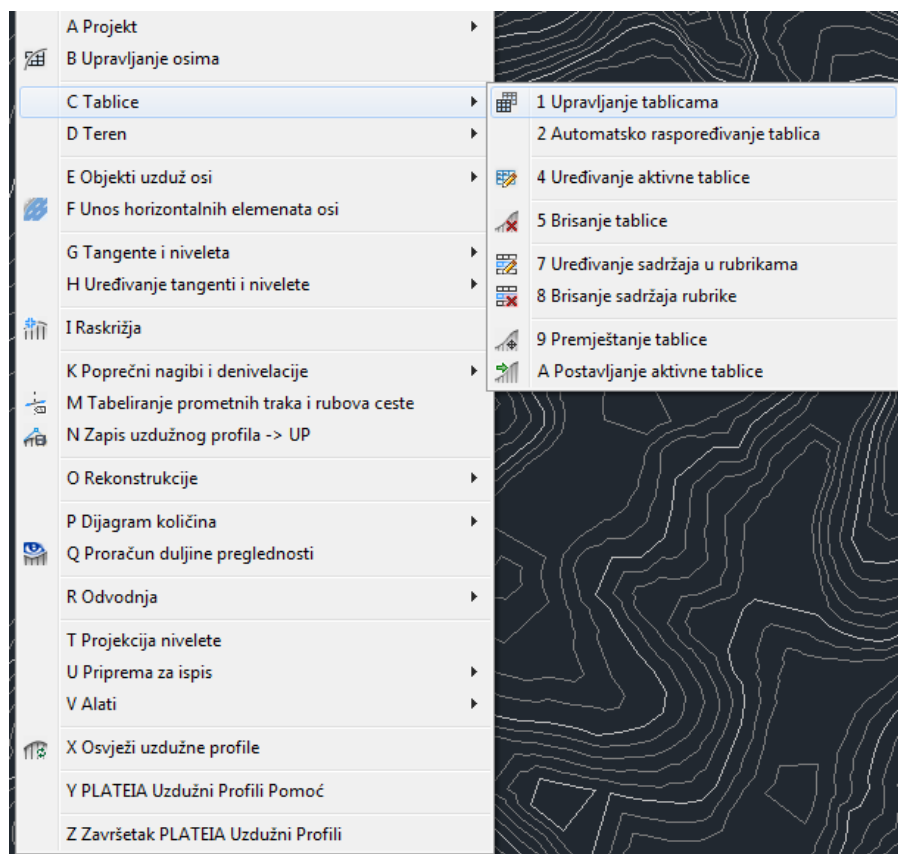 A Projekt
B Upravljanje osima
C Tablice
D Teren
E Objekti uzduž osi
F Unos horizontalnih elemenata osi
G Tangente i niveleta
H Uređivanje tangenti i nivelete
I Raskrižja
K Poprečni nagibi i denivelacije
M Tabeliranje prometnih traka i rubova ceste
N Zapis uzdužnog profila -> UP
O Rekonstrukcije
P Dijagram količina
Q Proračun duljine preglednosti
R Odvodnja
T Projekcija nivelete
U Priprema za ispis
V Alati
X Osvježi uzdužne profile
Y PLATEIA Uzdužni Profili Pomoć
Z Završetak PLATEIA Uzdužni Profili
1 Upravljanje tablicama
2 Automatsko raspoređivanje tablica
4 Uređivanje aktivne tablice
5 Brisanje tablice
7 Uređivanje sadržaja u rubrikama
8 Brisanje sadržaja rubrike
9 Premještanje tablice
A Postavljanje aktivne tablice